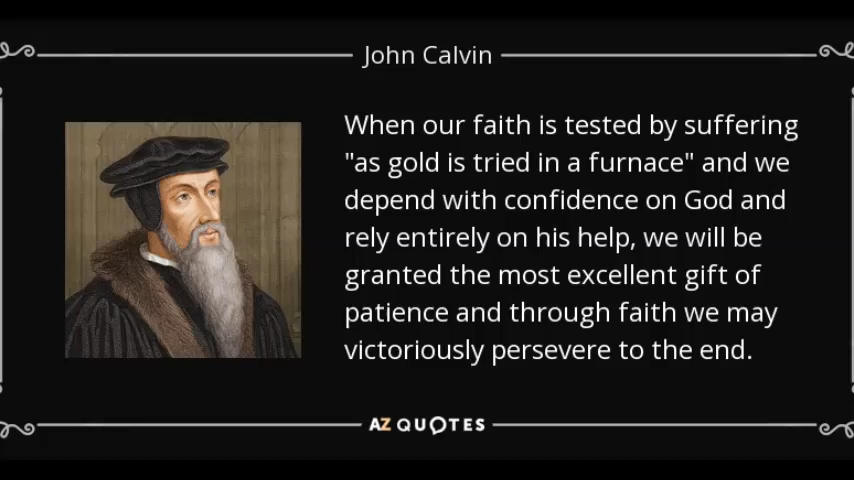 John Calvin
When our faith is tested by suffering
"as gold is tried in a furnace" and we
depend with confidence on God and
rely entirely on his help, we will be
granted the most excellent gift of
patience and through faith we may
victoriously persevere to the end.
AZ QUOTES